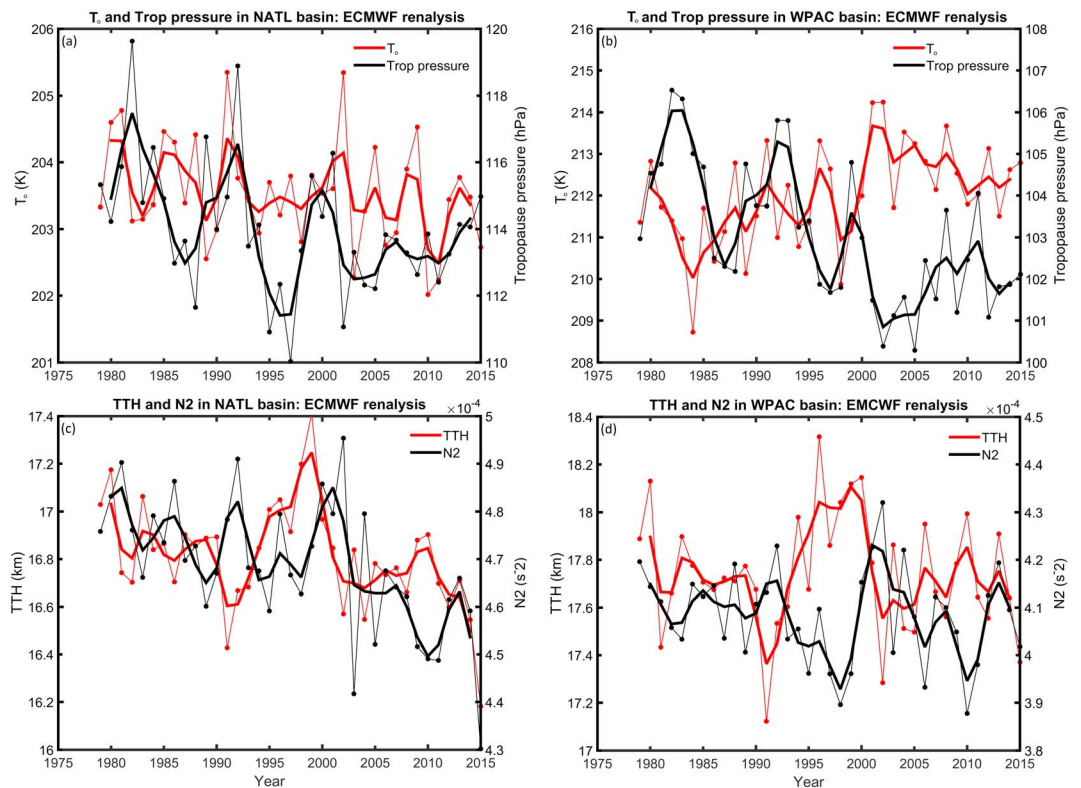 Tₒ and Trop pressure in NATL basin: ECMWF renalysis
(a)
Tₒ
Trop pressure
206
205
204
203
202
201
Tₒ (K)
120
118
116
114
112
110
Tropopause pressure (hPa)
1975 1980 1985 1990 1995 2000 2005 2010 2015
Tₒ and Trop pressure in WPAC basin: ECMWF renalysis
(b)
Tₒ
Trop pressure
216
215
214
213
212
211
210
209
208
Tₒ (K)
108
107
106
105
104
103
102
101
100
Tropopause pressure (hPa)
1975 1980 1985 1990 1995 2000 2005 2010 2015
TTH and N2 in NATL basin: ECMWF renalysis
(c)
TTH
N2
×10⁻⁴
17.4
17.2
17
16.8
16.6
16.4
16.2
16
TTH (km)
5
4.9
4.8
4.7
4.6
4.5
4.4
4.3
N2 (s⁻2)
1975 1980 1985 1990 1995 2000 2005 2010 2015
Year
TTH and N2 in WPAC basin: EMCWF renalysis
(d)
TTH
N2
×10⁻⁴
18.4
18.2
18
17.8
17.6
17.4
17.2
17
TTH (km)
4.5
4.4
4.3
4.2
4.1
4
3.9
3.8
N2 (s⁻2)
1975 1980 1985 1990 1995 2000 2005 2010 2015
Year